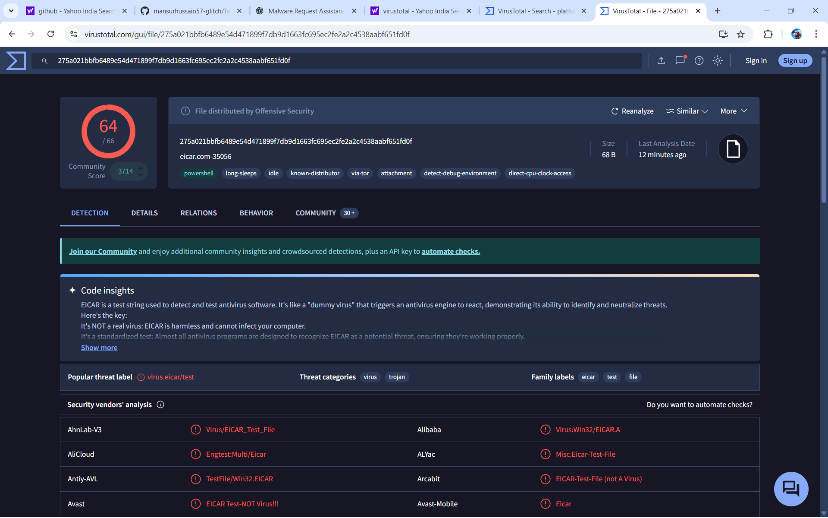 github - Yahoo India Search
mansurhussain57-glitch/
Malware Request Assistan
virustotal - Yahoo India Sea
VirusTotal - Search - platfo
VirusTotal - File - 275a021
virustotal.com/gui/file/275a021bbfb6489e54d471899f7db9d1663fc695ec2fe2a2c4538aabf651fd0f
275a021bbfb6489e54d471899f7db9d1663fc695ec2fe2a2c4538aabf651fd0f
Sign in
Sign up
64
/ 66
Community
Score
-3714
File distributed by Offensive Security
Reanalyze
Similar
More
275a021bbfb6489e54d471899f7db9d1663fc695ec2fe2a2c4538aabf651fd0f
eicar.com-35056
Size
68 B
Last Analysis Date
12 minutes ago
powershell long-sleeps idle known-distributor via-tor attachment detect-debug-environment direct-cpu-clock-access
DETECTION DETAILS RELATIONS BEHAVIOR COMMUNITY 30+
Join our Community and enjoy additional community insights and crowdsourced detections, plus an API key to automate checks.
Code insights
EICAR is a test string used to detect and test antivirus software. It's like a "dummy virus" that triggers an antivirus engine to react, demonstrating its ability to identify and neutralize threats.
Here's the key:
It's NOT a real virus: EICAR is harmless and cannot infect your computer.
It's a standardized test: Almost all antivirus programs are designed to recognize EICAR as a potential threat, ensuring they're working properly.
Show more
Popular threat label virus.eicar/test
Threat categories virus trojan
Family labels eicar test file
Security vendors' analysis
Do you want to automate checks?
AhnLab-V3 Virus/EICAR_Test_File Alibaba Virus:Win32/EICAR.A
AliCloud Engtest:Multi/Eicar ALYac Misc.Eicar-Test-File
Antiy-AVL TestFile/Win32.EICAR Arcabit EICAR-Test-File (not A Virus)
Avast EICAR Test-NOT Virus!!! Avast-Mobile Eicar